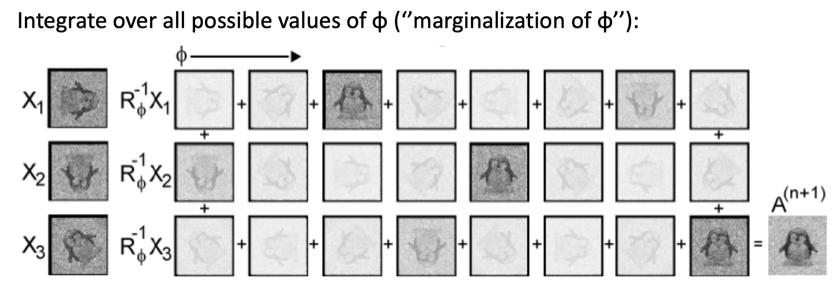 Integrate over all possible values of ϕ (‘’marginalization of ϕ’’):
ϕ
X1 R-1ϕX1 + + + + + + +
+ +
X2 R-1ϕX2
+ + A(n+1)
X3 R-1ϕX3 + + + + + + + =